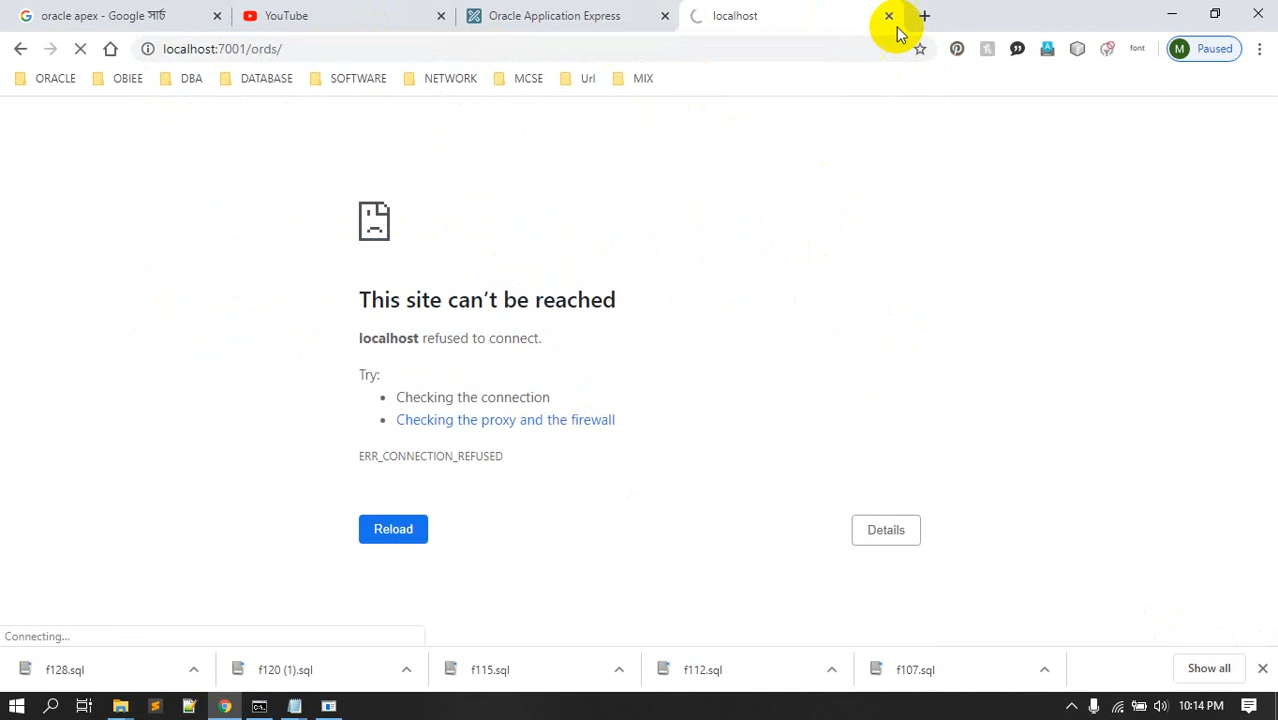 oracle apex - Google সার্চ
YouTube
Oracle Application Express
localhost
localhost:7001/ords/
font
M Paused
ORACLE
OBIEE
DBA
DATABASE
SOFTWARE
NETWORK
MCSE
Url
MIX
This site can’t be reached
localhost refused to connect.
Try:
• Checking the connection
• Checking the proxy and the firewall
ERR_CONNECTION_REFUSED
Reload
Details
Connecting...
f128.sql
f120 (1).sql
f115.sql
f112.sql
f107.sql
Show all
10:14 PM